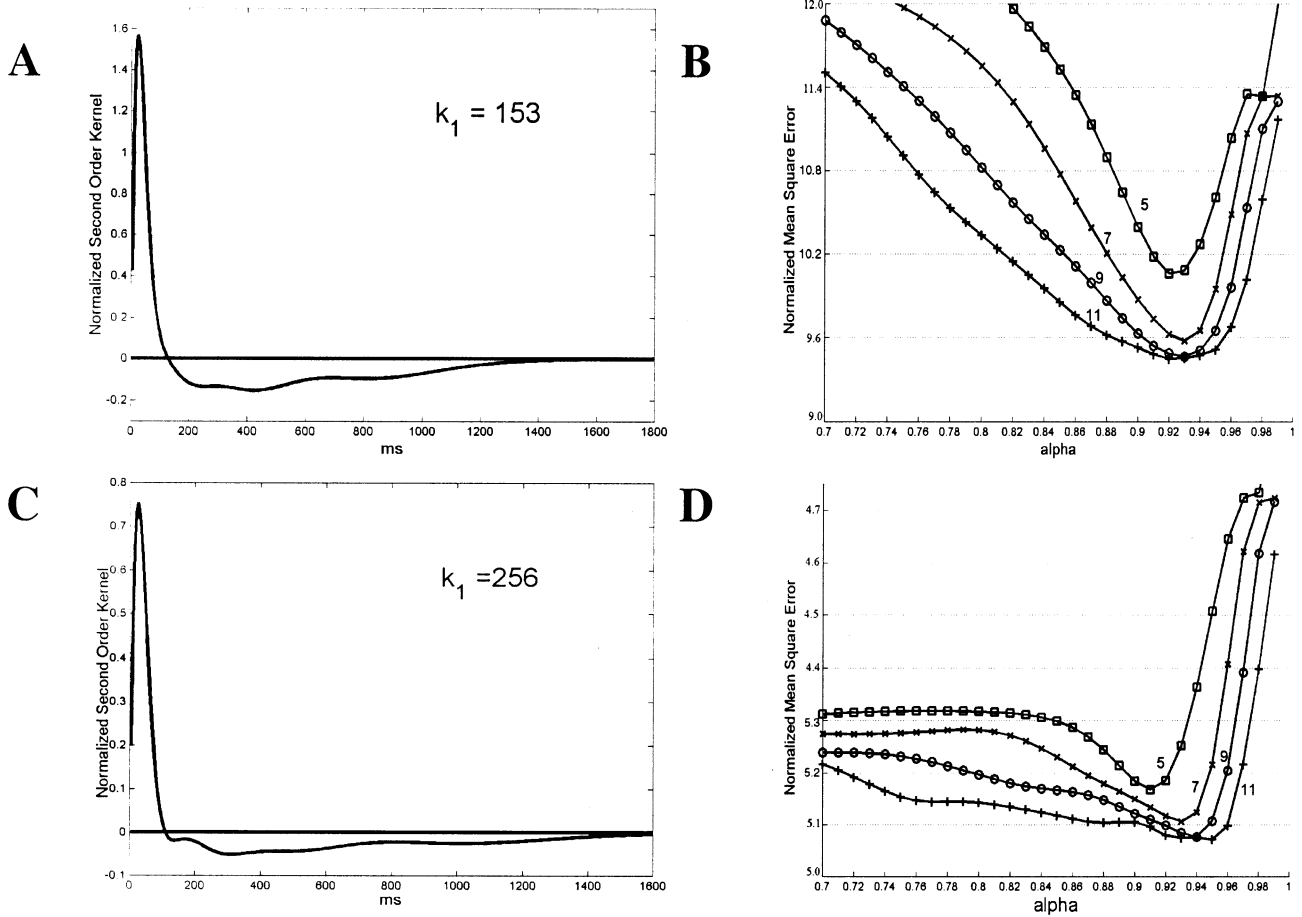 A
Normalized Second Order Kernel
1.6
1.4
1.2
1
0.8
0.6
0.4
0.2
0
-0.2
k1 = 153
0 200 400 600 800 1000 1200 1400 1600 1800
ms
B
Normalized Mean Square Error
12.0
11.4
10.8
10.2
9.6
9.0
5
7
9
11
0.7 0.72 0.74 0.76 0.78 0.8 0.82 0.84 0.86 0.88 0.9 0.92 0.94 0.96 0.98 1
alpha
C
Normalized Second Order Kernel
0.8
0.7
0.6
0.5
0.4
0.3
0.2
0.1
0
-0.1
k1 =256
0 200 400 600 800 1000 1200 1400 1600
ms
D
Normalized Mean Square Error
4.7
4.6
4.5
4.4
5.3
5.2
5.1
5.0
5
7
9
11
0.7 0.72 0.74 0.76 0.78 0.8 0.82 0.84 0.86 0.88 0.9 0.92 0.94 0.96 0.98 1
alpha